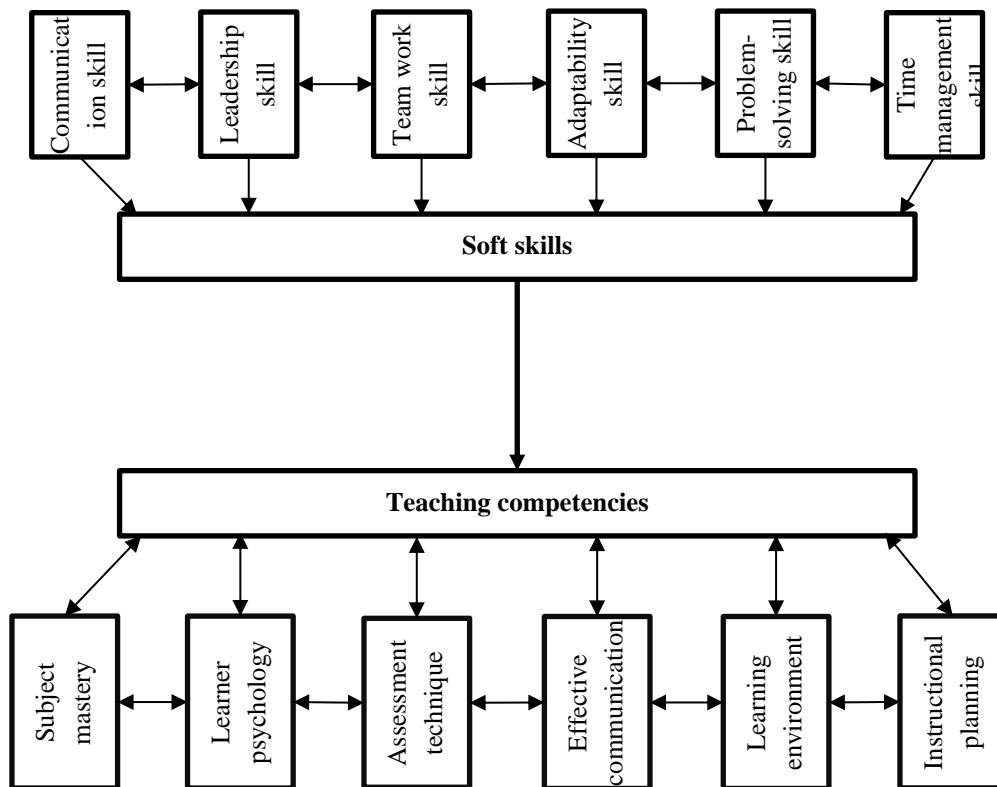 Communicat
ion skill
Leadership
skill
Team work
skill
Adaptability
skill
Problem-
solving skill
Time
management
skill
Soft skills
Teaching competencies
Subject
mastery
Learner
psychology
Assessment
technique
Effective
communication
Learning
environment
Instructional
planning